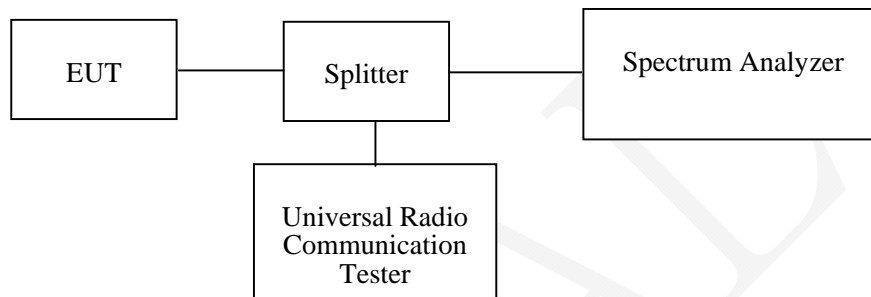 EUT
Splitter
Spectrum Analyzer
Universal Radio
Communication
Tester